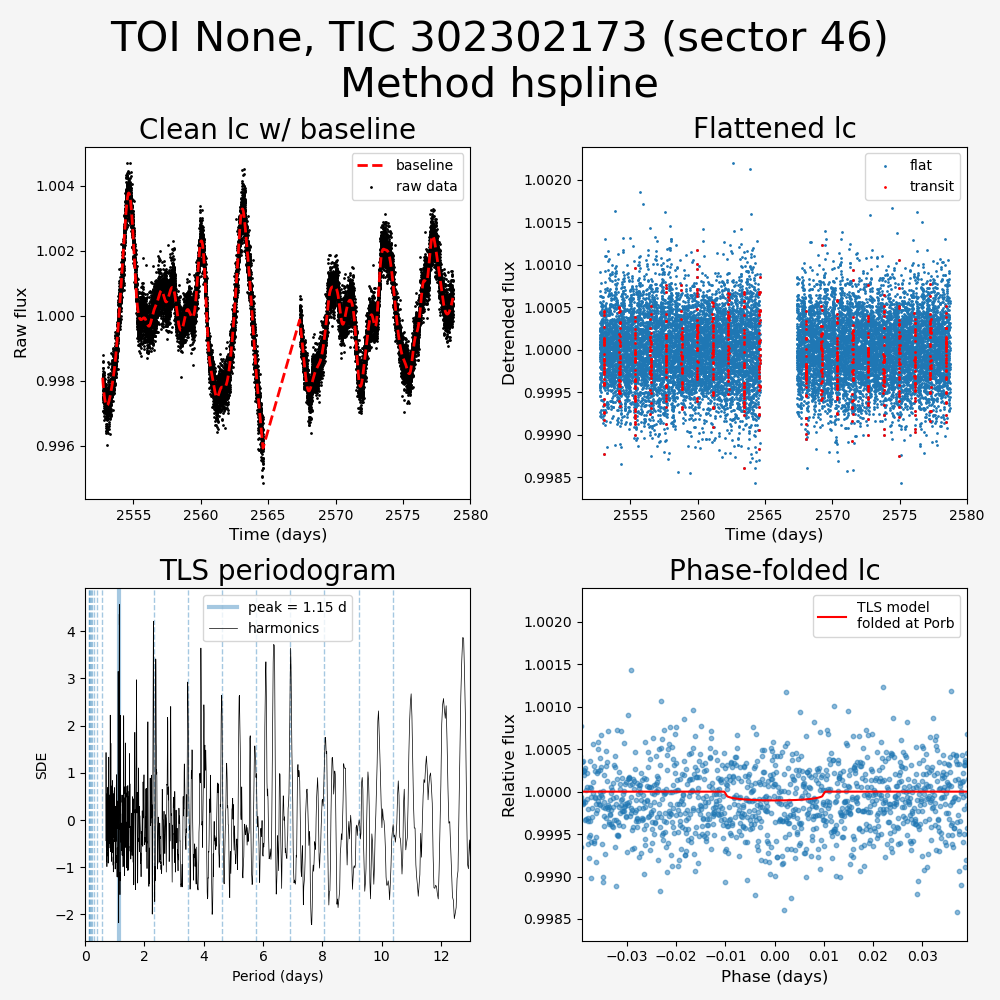 TOI None, TIC 302302173 (sector 46)
Method hspline
Clean lc w/ baseline
baseline
raw data
1.004
1.002
1.000
0.998
0.996
Raw flux
2555
2560
2565
2570
2575
2580
Time (days)
Flattened lc
flat
transit
1.0020
1.0015
1.0010
1.0005
1.0000
0.9995
0.9990
0.9985
Detrended flux
2555
2560
2565
2570
2575
2580
Time (days)
TLS periodogram
peak = 1.15 d
harmonics
4
3
2
1
0
−1
−2
SDE
0
2
4
6
8
10
12
Period (days)
Phase-folded lc
TLS model
folded at Porb
1.0020
1.0015
1.0010
1.0005
1.0000
0.9995
0.9990
0.9985
Relative flux
−0.03
−0.02
−0.01
0.00
0.01
0.02
0.03
Phase (days)